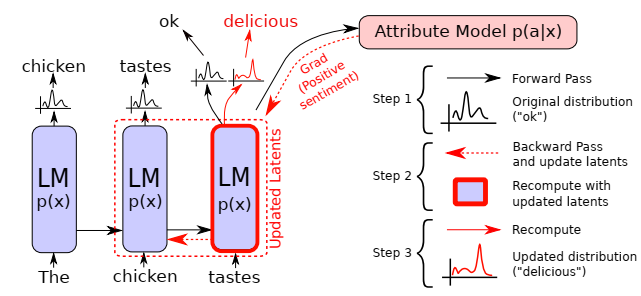 ok
delicious
Attribute Model p(a|x)
chicken
tastes
Grad
(Positive
sentiment)
LM
p(x)
LM
p(x)
LM
p(x)
Updated Latents
The
chicken
tastes
Step 1
Forward Pass
Original distribution
("ok")
Step 2
Backward Pass
and update latents
Recompute with
updated latents
Step 3
Recompute
Updated distribution
("delicious")